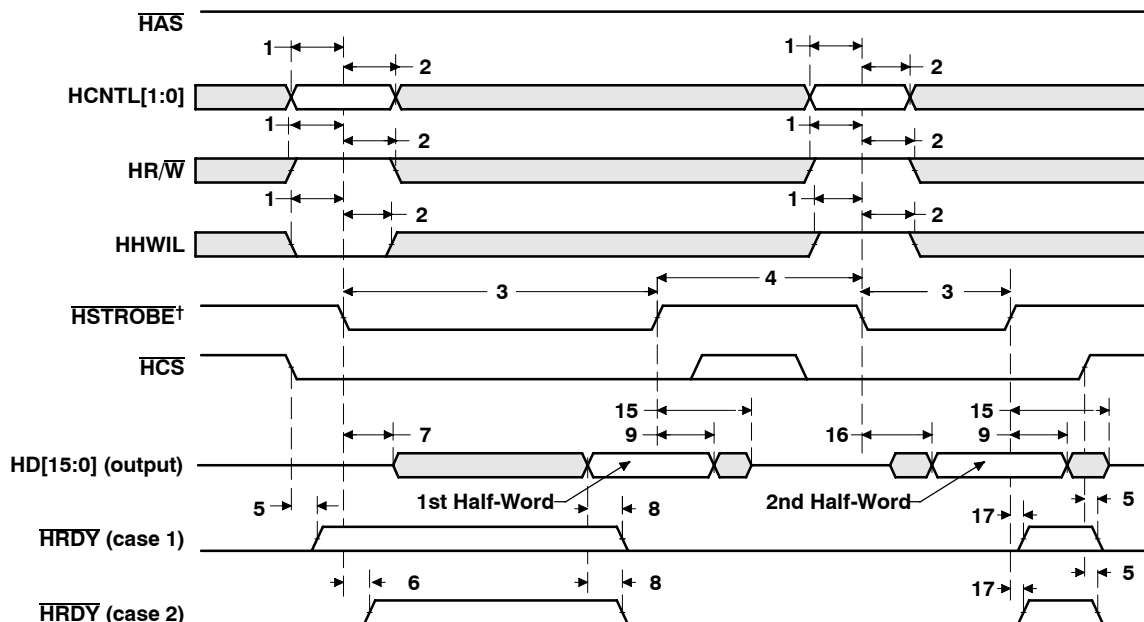 HAS
1
1
2
2
HCNTL[1:0]
1
1
2
2
HR/W
1
1
2
2
HHWIL
4
3
3
HSTROBE†
HCS
15
15
7
9
16
9
HD[15:0] (output)
1st Half-Word
2nd Half-Word
5
8
17
5
HRDY (case 1)
6
8
17
5
HRDY (case 2)